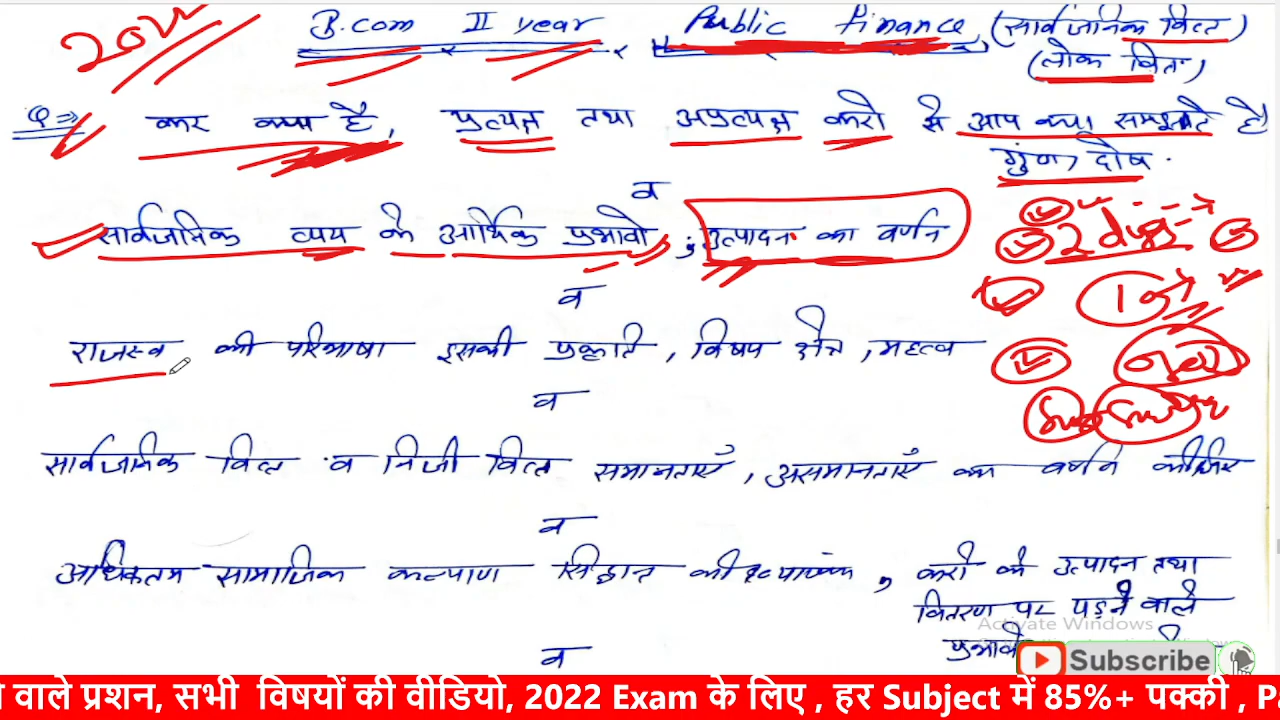 B.com II year Public Finance (सार्वजनिक वित्त)
(लोक वित्त)
Q⇒ कर क्या है, प्रत्यक्ष तथा अप्रत्यक्ष करो से आप क्या समझते है
गुण दोष.
व
सार्वजनिक व्यय के आर्थिक प्रभावो, उत्पादन का वर्णन
व
राजस्व की परिभाषा इसकी प्रकृति, विषय क्षेत्र, महत्व
व
सार्वजनिक वित्त व निजी वित्त समानताएँ, असमानताएँ का वर्णन कीजिए
व
अधिकतम सामाजिक कल्याण सिद्धान्त की व्याख्या, करो के उत्पादन तथा
वितरण पर पड़ने वाले
Activate Windows
व
Subscribe
वाले प्रशन, सभी विषयों की वीडियो, 2022 Exam के लिए , हर Subject में 85%+ पक्की , P